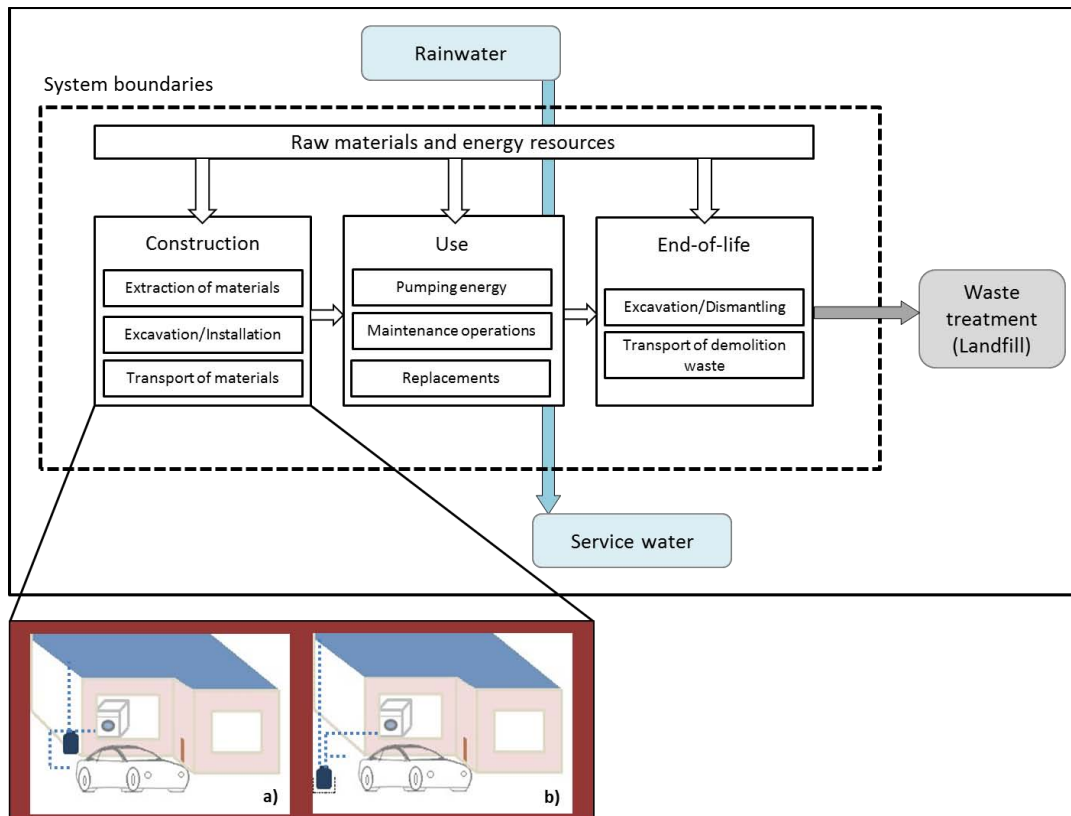 Rainwater
System boundaries
Raw materials and energy resources
Construction
Extraction of materials
Excavation/Installation
Transport of materials
Use
Pumping energy
Maintenance operations
Replacements
End-of-life
Excavation/Dismantling
Transport of demolition
waste
Waste
treatment
(Landfill)
Service water
a)
b)